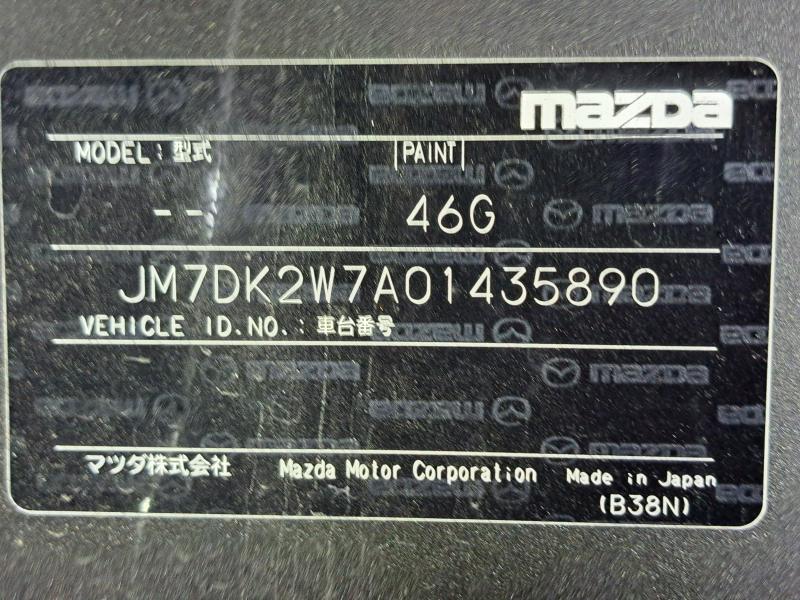 mazda
MODEL : 型式 PAINT
-- 46G
JM7DK2W7A01435890
VEHICLE ID.NO. : 車台番号
マツダ株式会社 Mazda Motor Corporation Made in Japan
(B38N)